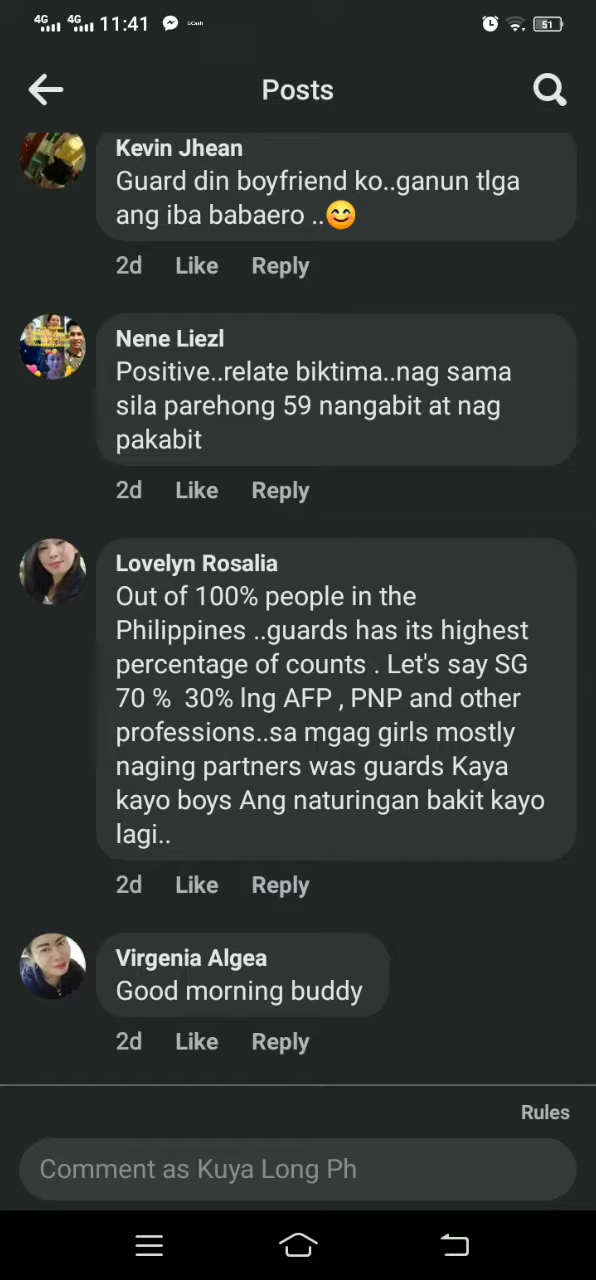 4G 4G 11:41 GCash 51
Posts
Kevin Jhean
Guard din boyfriend ko..ganun tlga
ang iba babaero ..😊
2d Like Reply
Nene Liezl
Positive..relate biktima..nag sama
sila parehong 59 nangabit at nag
pakabit
2d Like Reply
Lovelyn Rosalia
Out of 100% people in the
Philippines ..guards has its highest
percentage of counts . Let's say SG
70 %  30% lng AFP , PNP and other
professions..sa mgag girls mostly
naging partners was guards Kaya
kayo boys Ang naturingan bakit kayo
lagi..
2d Like Reply
Virgenia Algea
Good morning buddy
2d Like Reply
Rules
Comment as Kuya Long Ph